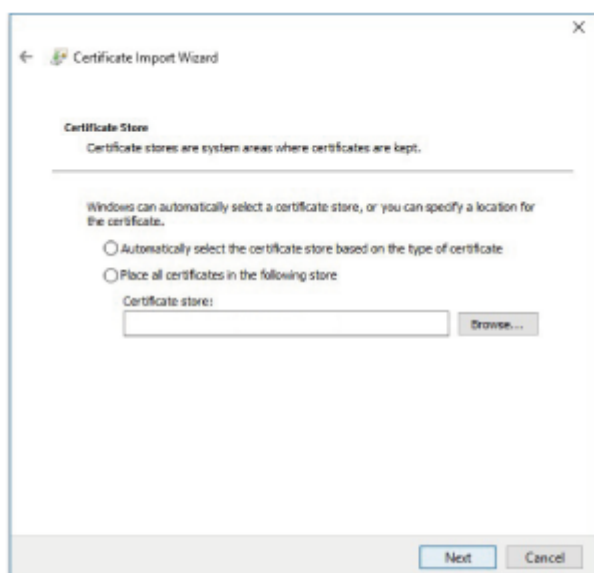 Certificate Import Wizard
Certificate Store
Certificate stores are system areas where certificates are kept.
Windows can automatically select a certificate store, or you can specify a location for
the certificate.
Automatically select the certificate store based on the type of certificate
Place all certificates in the following store
Certificate store:
Browse...
Next
Cancel